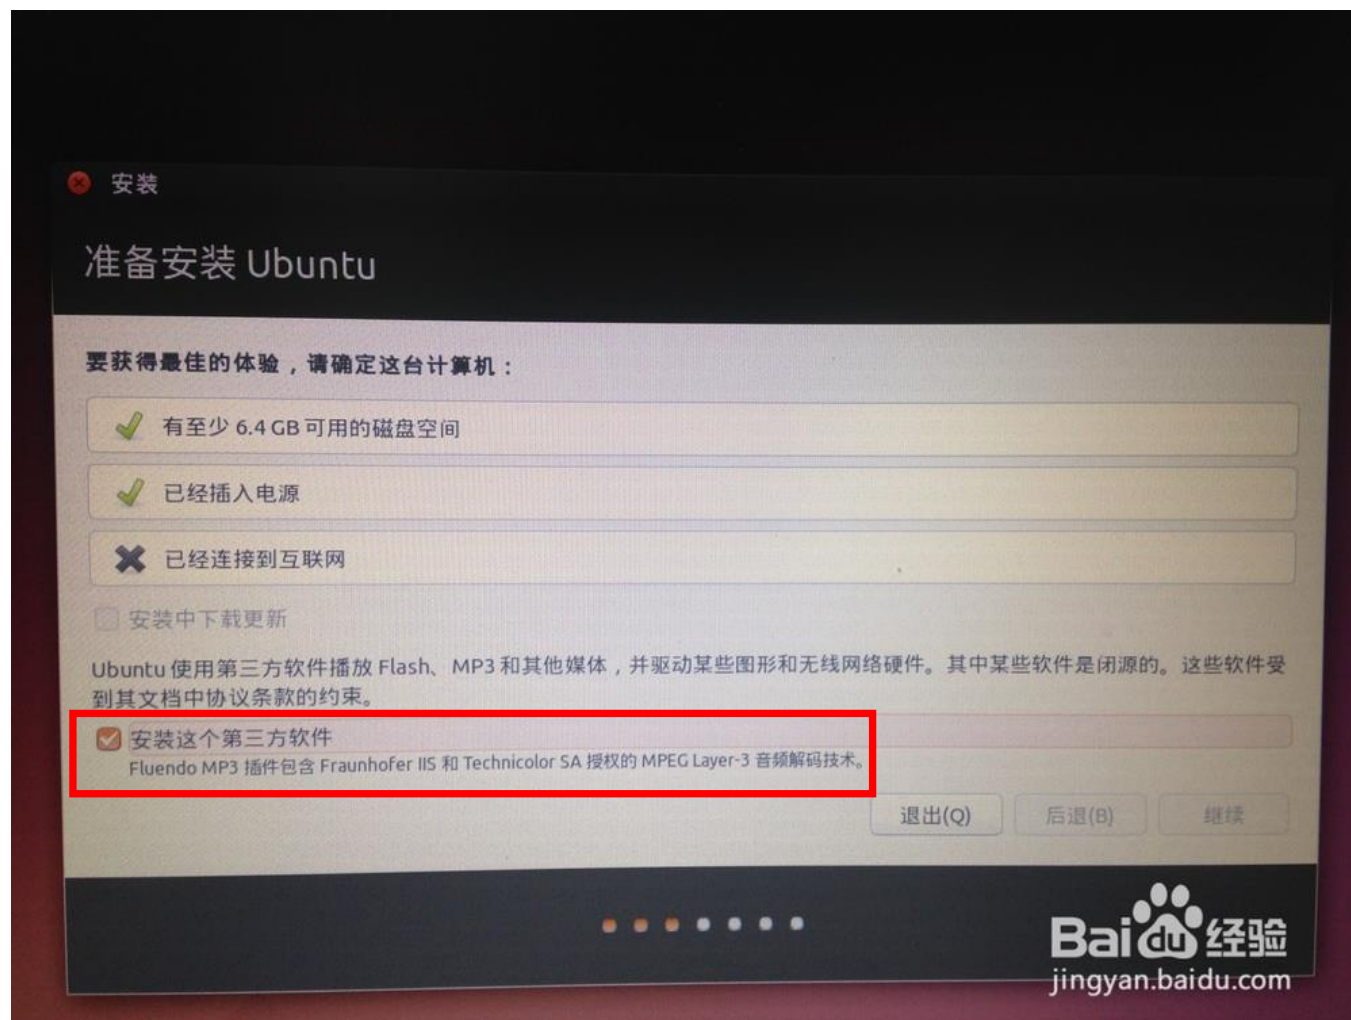 安装
准备安装 Ubuntu
要获得最佳的体验，请确定这台计算机：
有至少 6.4 GB 可用的磁盘空间
已经插入电源
已经连接到互联网
安装中下载更新
Ubuntu 使用第三方软件播放 Flash、MP3 和其他媒体，并驱动某些图形和无线网络硬件。其中某些软件是闭源的。这些软件受
到其文档中协议条款的约束。
安装这个第三方软件
Fluendo MP3 插件包含 Fraunhofer IIS 和 Technicolor SA 授权的 MPEG Layer-3 音频解码技术。
退出(Q) 后退(B) 继续
Bai du 经验
jingyan.baidu.com